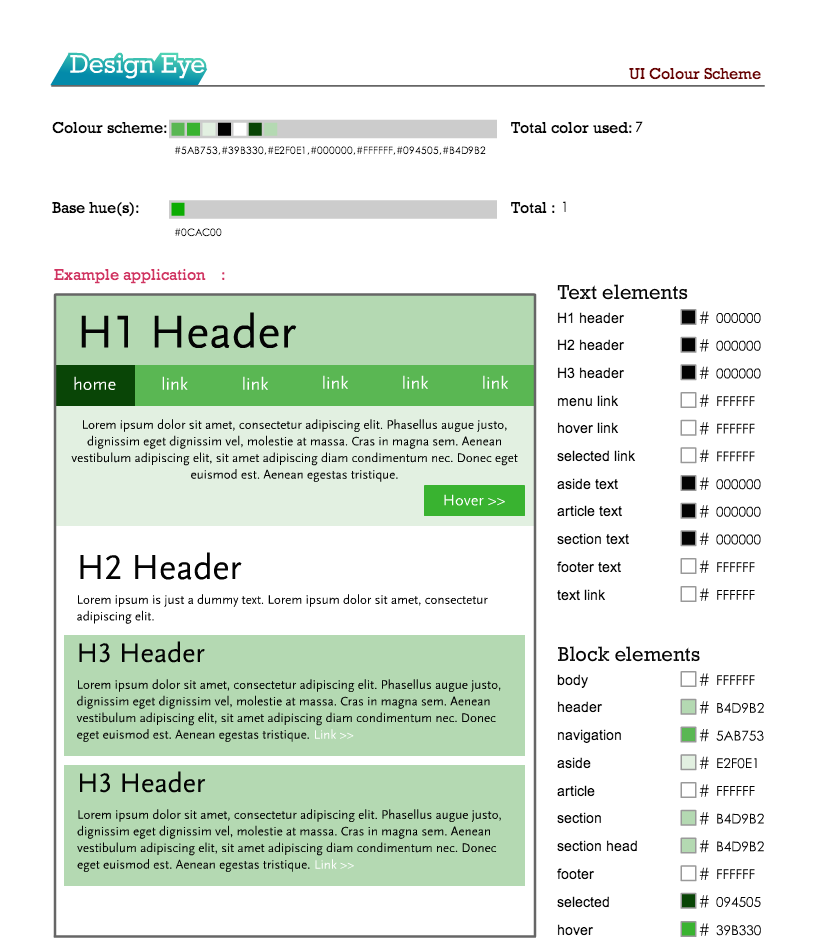 Design Eye
UI Colour Scheme
Colour scheme:
Total color used: 7
#5AB753,#39B330,#E2F0E1,#000000,#FFFFFF,#094505,#B4D9B2
Base hue(s):
Total : 1
#0CAC00
Example application :
H1 Header
home link link link link link
Lorem ipsum dolor sit amet, consectetur adipiscing elit. Phasellus augue justo,
dignissim eget dignissim vel, molestie at massa. Cras in magna sem. Aenean
vestibulum adipiscing elit, sit amet adipiscing diam condimentum nec. Donec eget
euismod est. Aenean egestas tristique.
Hover >>
H2 Header
Lorem ipsum is just a dummy text. Lorem ipsum dolor sit amet, consectetur
adipiscing elit.
H3 Header
Lorem ipsum dolor sit amet, consectetur adipiscing elit. Phasellus augue justo,
dignissim eget dignissim vel, molestie at massa. Cras in magna sem. Aenean
vestibulum adipiscing elit, sit amet adipiscing diam condimentum nec. Donec
eget euismod est. Aenean egestas tristique. Link >>
H3 Header
Lorem ipsum dolor sit amet, consectetur adipiscing elit. Phasellus augue justo,
dignissim eget dignissim vel, molestie at massa. Cras in magna sem. Aenean
vestibulum adipiscing elit, sit amet adipiscing diam condimentum nec. Donec
eget euismod est. Aenean egestas tristique. Link >>
Text elements
H1 header # 000000
H2 header # 000000
H3 header # 000000
menu link # FFFFFF
hover link # FFFFFF
selected link # FFFFFF
aside text # 000000
article text # 000000
section text # 000000
footer text # FFFFFF
text link # FFFFFF
Block elements
body # FFFFFF
header # B4D9B2
navigation # 5AB753
aside # E2F0E1
article # FFFFFF
section # B4D9B2
section head # B4D9B2
footer # FFFFFF
selected # 094505
hover # 39B330